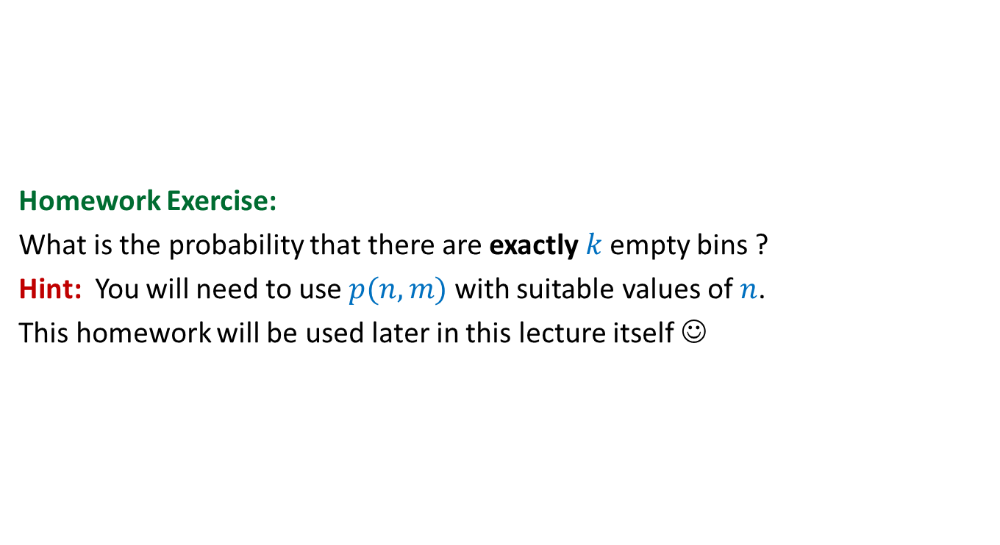 Homework Exercise:
What is the probability that there are exactly k empty bins ?
Hint: You will need to use p(n, m) with suitable values of n.
This homework will be used later in this lecture itself ☺